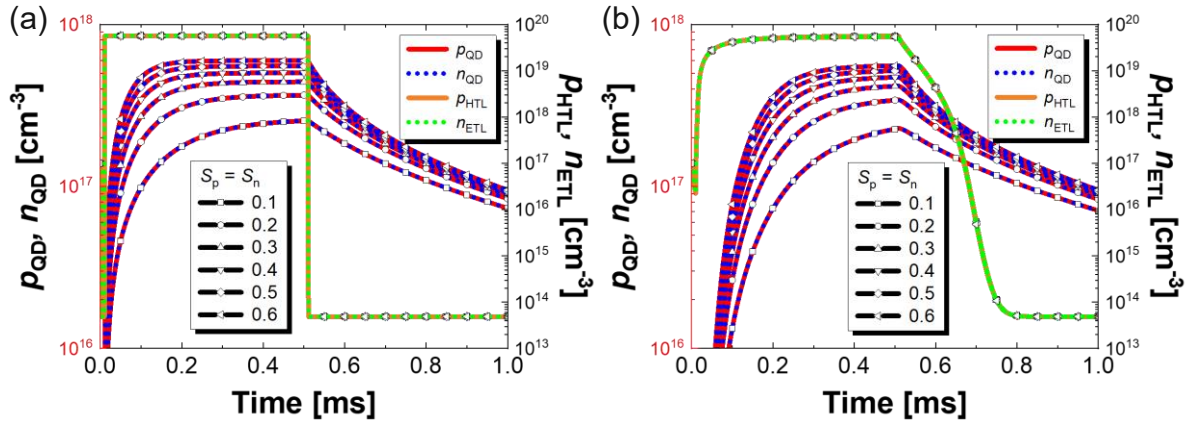 (a)
10^18
10^17
10^16
p_QD, n_QD [cm^-3]
p_QD
n_QD
p_HTL
n_ETL
S_p = S_n
0.1
0.2
0.3
0.4
0.5
0.6
10^20
10^19
10^18
10^17
10^16
10^15
10^14
10^13
p_HTL, n_ETL [cm^-3]
0.0 0.2 0.4 0.6 0.8 1.0
Time [ms]
(b)
10^18
10^17
10^16
p_QD, n_QD [cm^-3]
p_QD
n_QD
p_HTL
n_ETL
S_p = S_n
0.1
0.2
0.3
0.4
0.5
0.6
10^20
10^19
10^18
10^17
10^16
10^15
10^14
10^13
p_HTL, n_ETL [cm^-3]
0.0 0.2 0.4 0.6 0.8 1.0
Time [ms]